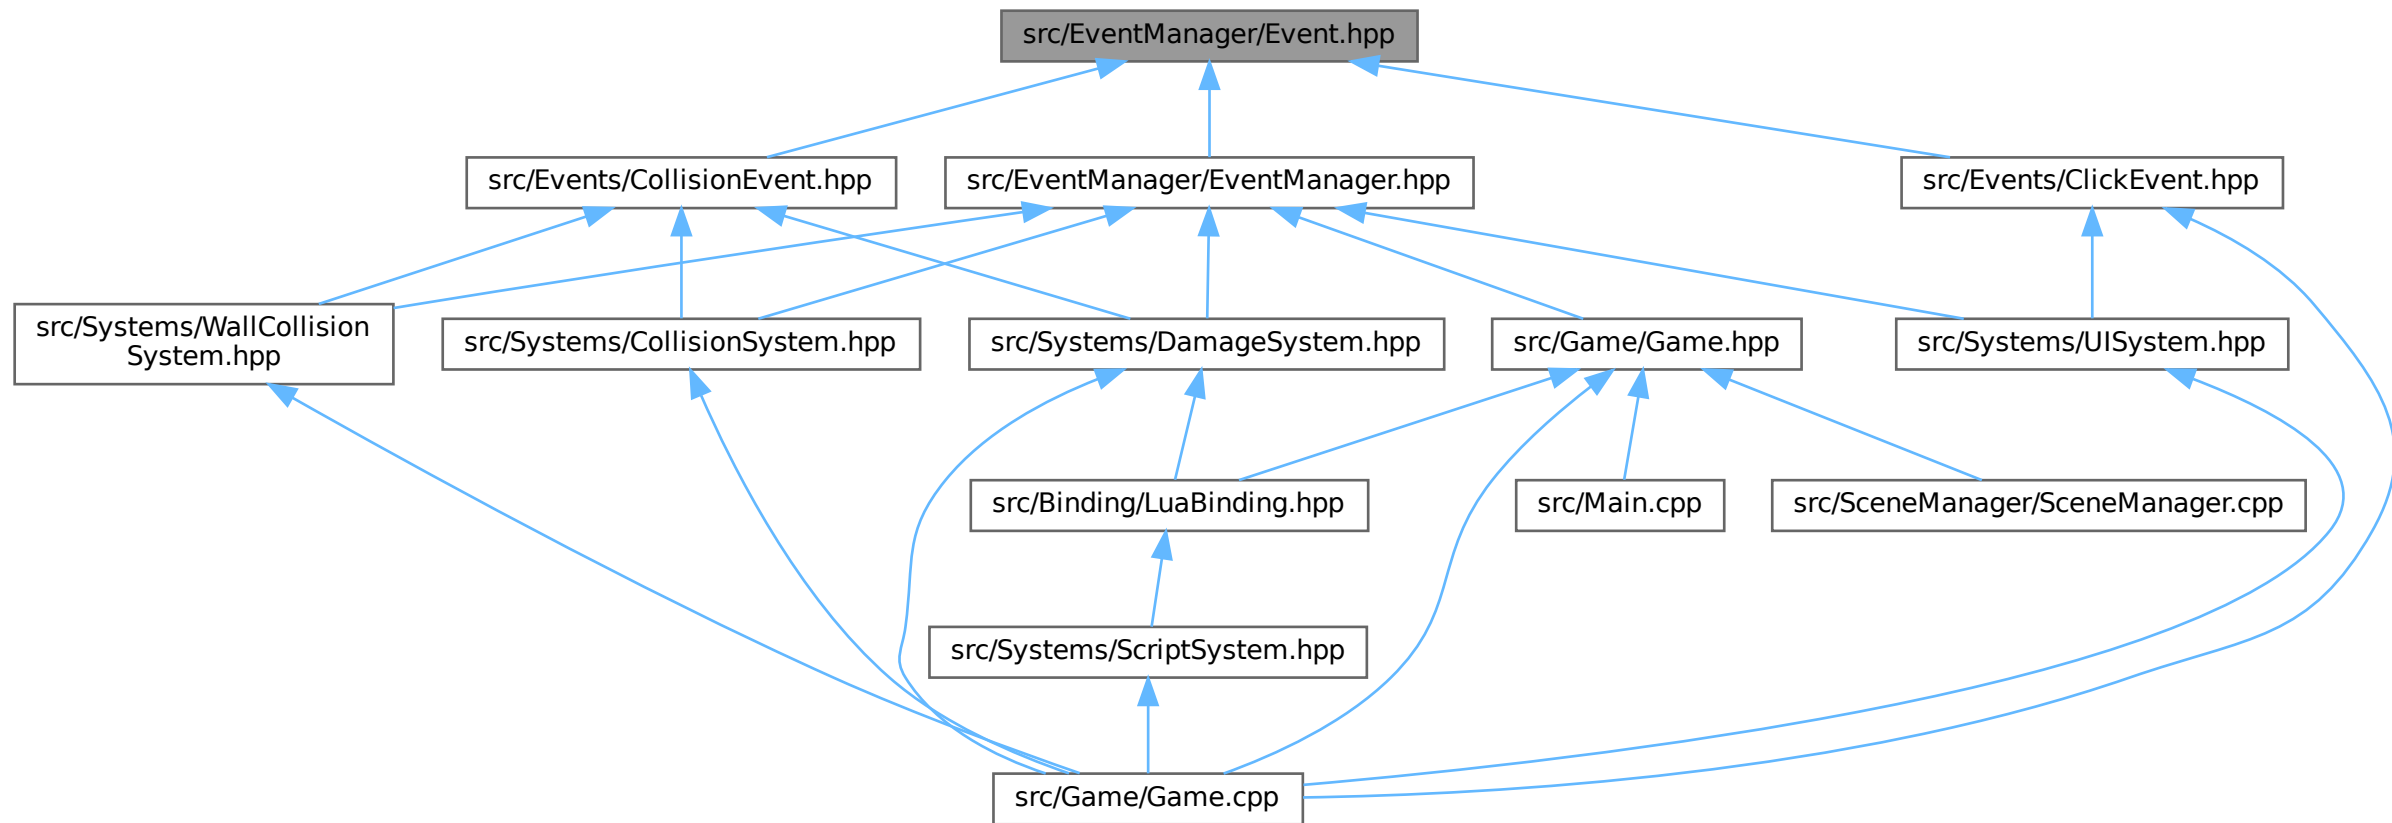 src/EventManager/Event.hpp
src/Events/CollisionEvent.hpp
src/EventManager/EventManager.hpp
src/Events/ClickEvent.hpp
src/Systems/WallCollision
System.hpp
src/Systems/CollisionSystem.hpp
src/Systems/DamageSystem.hpp
src/Game/Game.hpp
src/Systems/UISystem.hpp
src/Binding/LuaBinding.hpp
src/Main.cpp
src/SceneManager/SceneManager.cpp
src/Systems/ScriptSystem.hpp
src/Game/Game.cpp